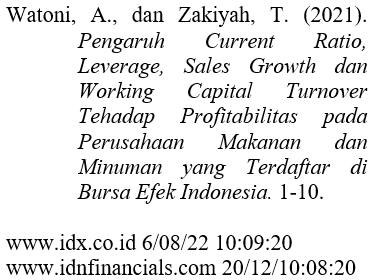 Watoni, A., dan Zakiyah, T. (2021).
Pengaruh Current Ratio,
Leverage, Sales Growth dan
Working Capital Turnover
Tehadap Profitabilitas pada
Perusahaan Makanan dan
Minuman yang Terdaftar di
Bursa Efek Indonesia. 1-10.
www.idx.co.id 6/08/22 10:09:20
www.idnfinancials.com 20/12/10:08:20